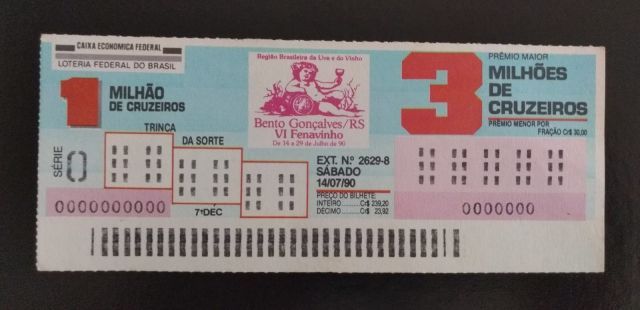 CAIXA ECONOMICA FEDERAL
LOTERIA FEDERAL DO BRASIL
1 MILHÃO
DE CRUZEIROS
TRINÇA
DA SORTE
SÉRIE
0
0000000000
7ª DÉC
Região Brasileira da Uva e do Vinho
Bento Gonçalves/RS
VI Fenavinho
De 14 a 29 de Julho de 90
EXT. N.º 2629-8
SÁBADO
14/07/90
PREÇO DO BILHETE:
INTEIRO ........Cr$ 239,20
DÉCIMO ........Cr$ 23,92
3
PRÊMIO MAIOR
MILHÕES
DE
CRUZEIROS
PRÊMIO MENOR POR
FRAÇÃO Cr$ 30,00
0000000